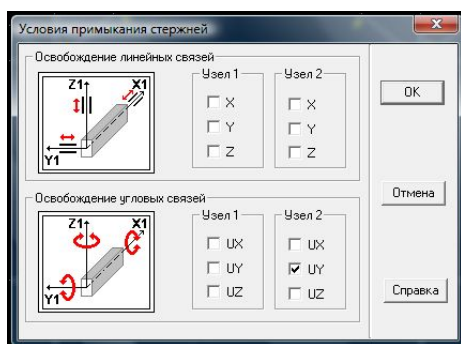 Условия примыкания стержней
Освобождение линейных связей
Z1
X1
Y1
Узел 1
X
Y
Z
Узел 2
X
Y
Z
Освобождение угловых связей
Z1
X1
Y1
Узел 1
UX
UY
UZ
Узел 2
UX
UY
UZ
OK
Отмена
Справка